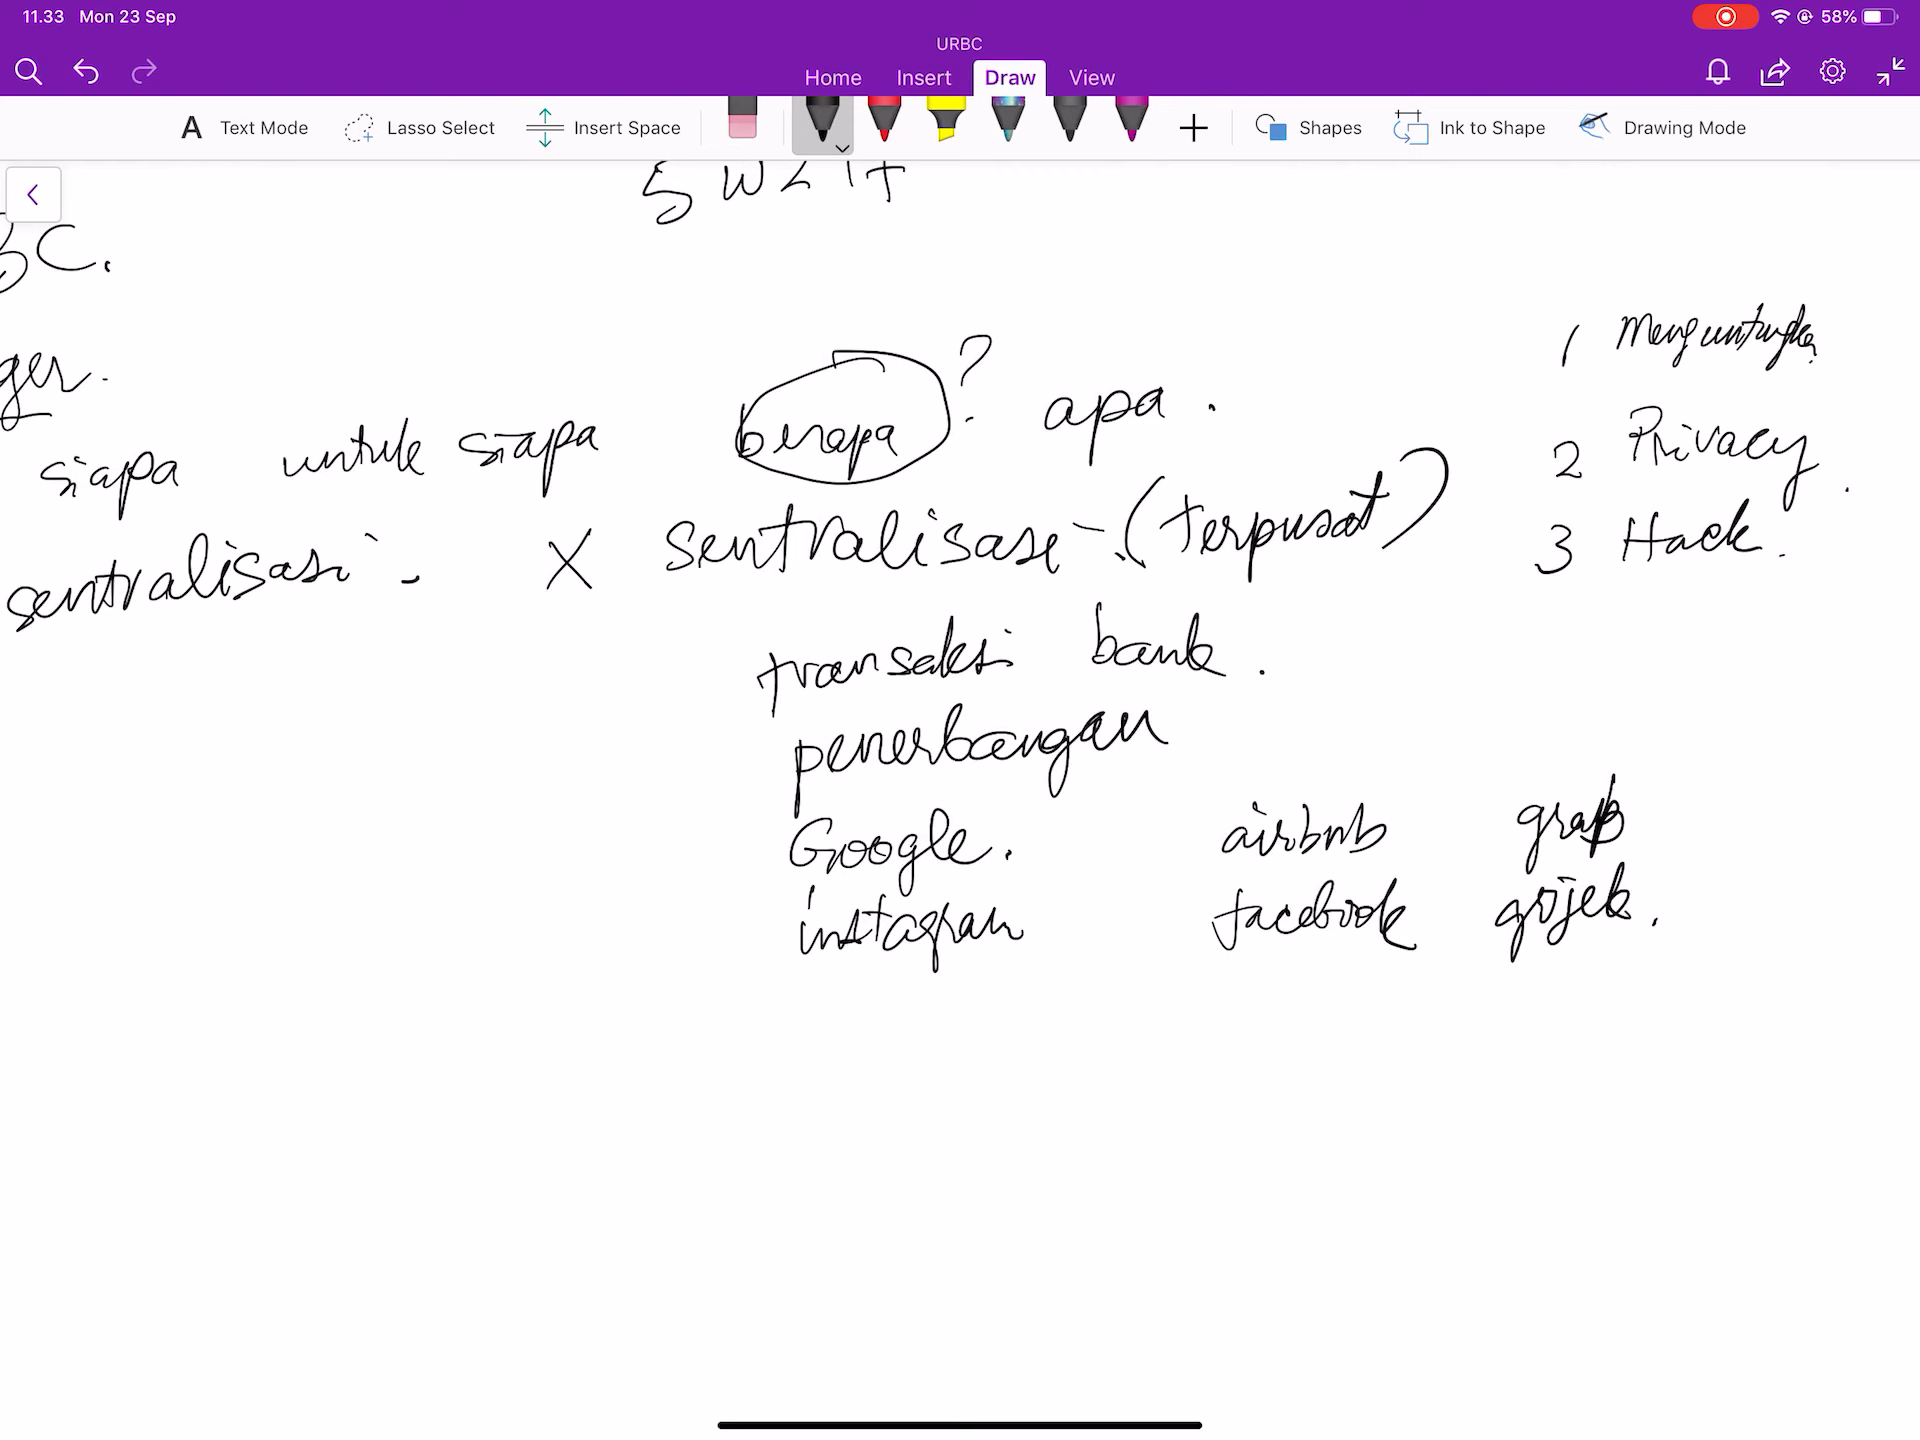 11.33 Mon 23 Sep
58%
URBC
Home Insert Draw View
A Text Mode Lasso Select Insert Space Shapes Ink to Shape Drawing Mode
BC.
ger.
? apa.
siapa untuk siapa berapa
sentralisasi. X sentralisasi (terpusat)
transaksi bank.
penerbangan
Google. airbnb grab
instagram facebook gojek.
1
2 Privacy.
3 Hack.